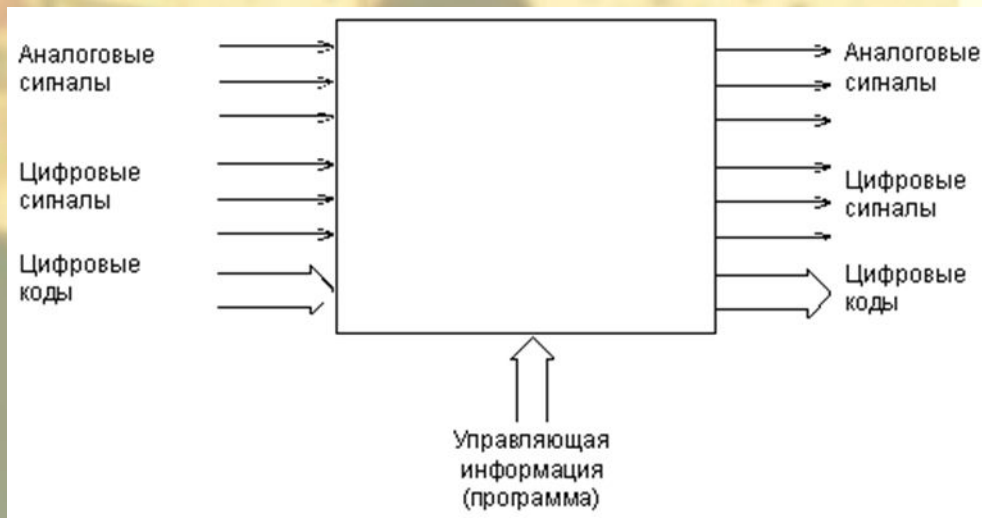 Аналоговые
сигналы
Цифровые
сигналы
Цифровые
коды
Аналоговые
сигналы
Цифровые
сигналы
Цифровые
коды
Управляющая
информация
(программа)